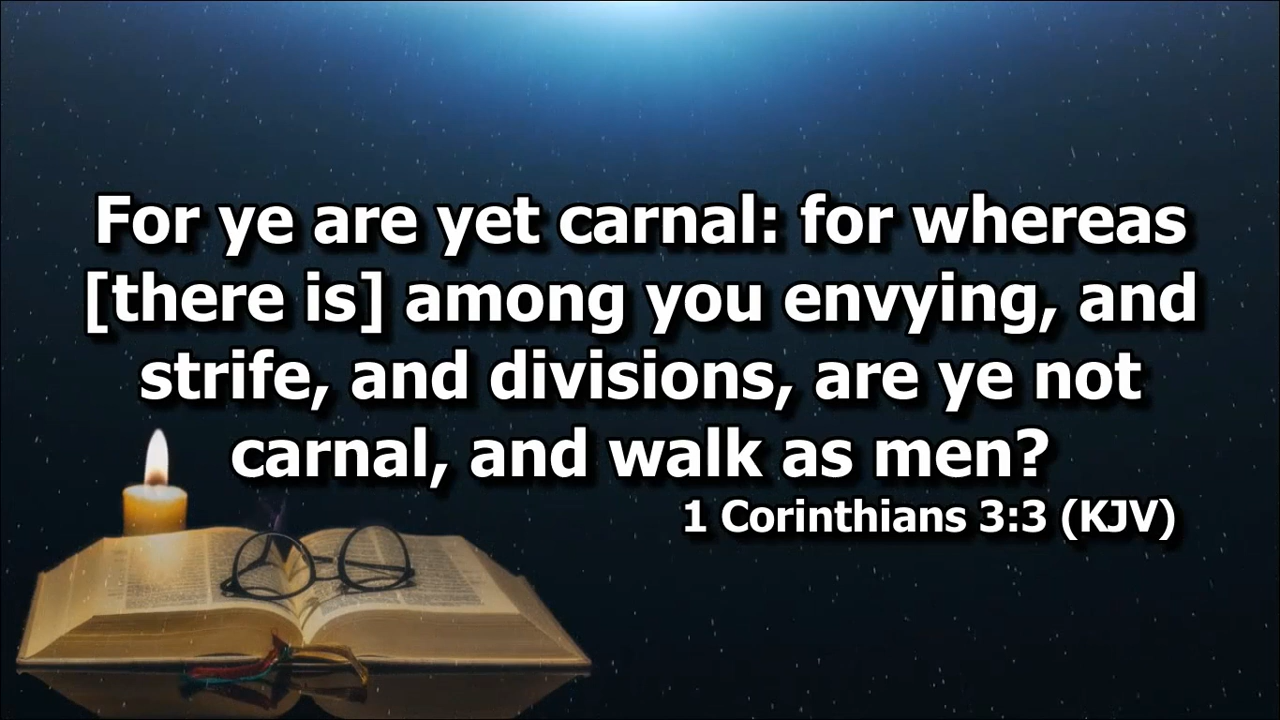 For ye are yet carnal: for whereas
[there is] among you envying, and
strife, and divisions, are ye not
carnal, and walk as men?
1 Corinthians 3:3 (KJV)